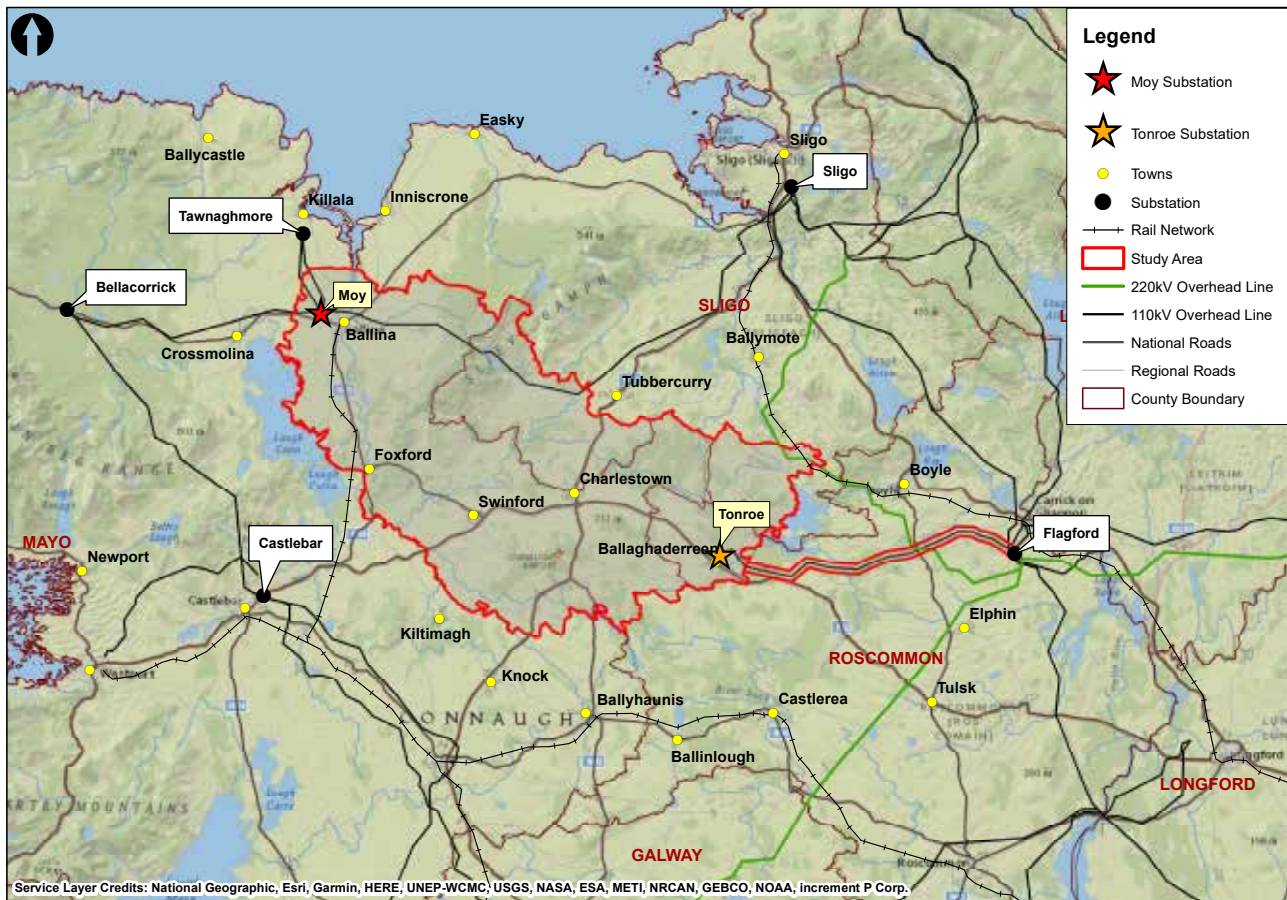 Legend
Moy Substation
Tonroe Substation
Towns
Substation
Rail Network
Study Area
220kV Overhead Line
110kV Overhead Line
National Roads
Regional Roads
County Boundary
Easky
Ballycastle
Sligo
Sligo
Killala
Inniscrone
Tawnaghmore
Bellacorrick
Moy
SLIGO
Ballina
Crossmolina
Ballymote
Tubbercurry
Foxford
Boyle
Charlestown
Swinford
Tonroe
Ballaghaderreen
Flagford
MAYO
Castlebar
Newport
Castlebar
Kiltimagh
Elphin
ROSCOMMON
Knock
Tulsk
Ballyhaunis
Castlerea
Ballinlough
LONGFORD
GALWAY
Service Layer Credits: National Geographic, Esri, Garmin, HERE, UNEP-WCMC, USGS, NASA, ESA, METI, NRCAN, GEBCO, NOAA, increment P Corp.